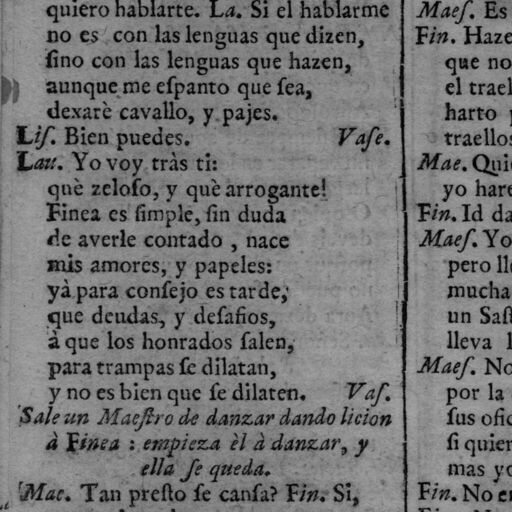 quiero hablarte. La. Si el hablarme
no es con las lenguas que dizen,
ſino con las lenguas que hazen,
aunque me eſpanto que ſea,
dexarè cavallo, y pajes.
Liſ. Bien puedes. Vaſe.
Lau. Yo voy tràs ti:
què zeloſo, y què arrogante!
Finea es ſimple, ſin duda
de averle contado , nace
mis amores, y papeles:
yà para conſejo es tarde,
que deudas, y deſafios,
à que los honrados ſalen,
para trampas ſe dilatan,
y no es bien que ſe dilaten. Vaſ.
Sale un Maeſtro de danzar dando licion
à Finea : empieza èl à danzar, y
ella ſe queda.
Mae. Tan preſto ſe canſa? Fin. Si,
Maeſ. Es
Fin. Haze
que no
el trael
harto
traellos
Mae. Qui
yo hare
Fin. Id da
Maeſ. Yo
pero lle
mucha
un Saſ
lleva
Maeſ. No
por la
ſus ofic
ſi quier
mas yo
Fin. No e